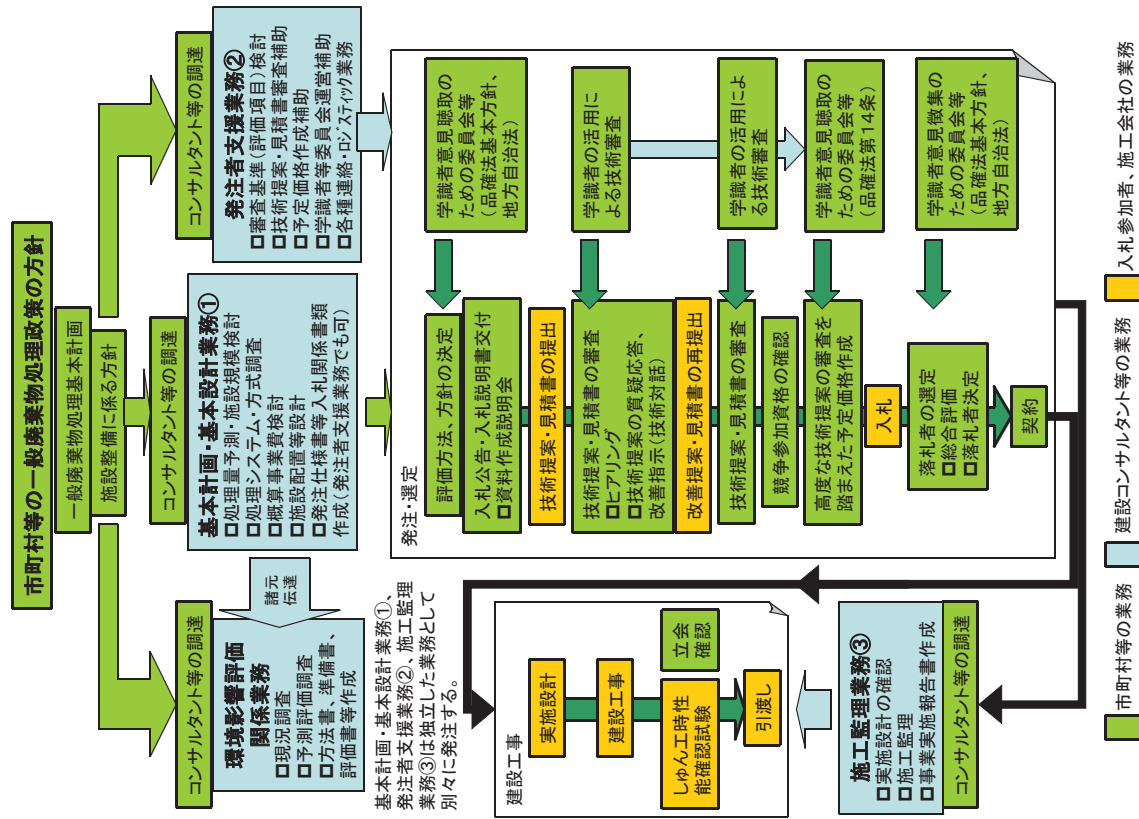 市町村等の一般廃棄物処理政策の方針
一般廃棄物処理基本計画
施設整備に係る方針
コンサルタント等の調達
環境影響評価
関係業務
□現況調査
□予測評価調査
□方法書、準備書、
評価書等作成
諸元
伝達
コンサルタント等の調達
基本計画・基本設計業務①
□処理量予測・施設規模検討
□処理システム・方式調査
□概算事業費検討
□施設配置等設計
□発注仕様書等入札関係書類
作成(発注者支援業務でも可)
コンサルタント等の調達
発注者支援業務②
□審査基準(評価項目)検討
□技術提案・見積書審査補助
□予定価格作成補助
□学識者等委員会運営補助
□各種連絡・ロジスティック業務
基本計画・基本設計業務①、
発注者支援業務②、施工監理
業務③は独立した業務として
別々に発注する。
発注・選定
評価方法、方針の決定
入札公告・入札説明書交付
□資料作成説明会
技術提案・見積書の提出
技術提案・見積書の審査
□ヒアリング
□技術提案の質疑応答、
改善指示(技術対話)
改善提案・見積書の再提出
技術提案・見積書の審査
競争参加資格の確認
高度な技術提案の審査を
踏まえた予定価格作成
入札
落札者の選定
□総合評価
□落札者決定
契約
学識者意見聴取の
ための委員会等
(品確法基本方針、
地方自治法)
学識者の活用に
よる技術審査
学識者の活用によ
る技術審査
学識者意見聴取の
ための委員会等
(品確法第14条)
学識者意見徴集の
ための委員会等
(品確法基本方針、
地方自治法)
建設工事
実施設計
建設工事
しゅん工時性
能確認試験
立会
確認
引渡し
施工監理業務③
□実施設計の確認
□施工監理
□事業実施報告書作成
コンサルタント等の調達
市町村等の業務
建設コンサルタント等の業務
入札参加者、施工会社の業務